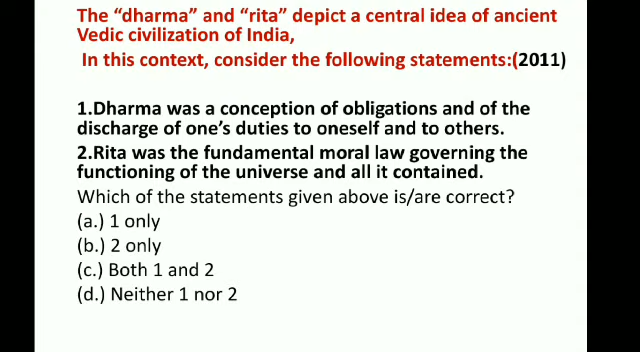 The “dharma” and “rita” depict a central idea of ancient
Vedic civilization of India,
In this context, consider the following statements:(2011)
1.Dharma was a conception of obligations and of the
discharge of one’s duties to oneself and to others.
2.Rita was the fundamental moral law governing the
functioning of the universe and all it contained.
Which of the statements given above is/are correct?
(a.) 1 only
(b.) 2 only
(c.) Both 1 and 2
(d.) Neither 1 nor 2